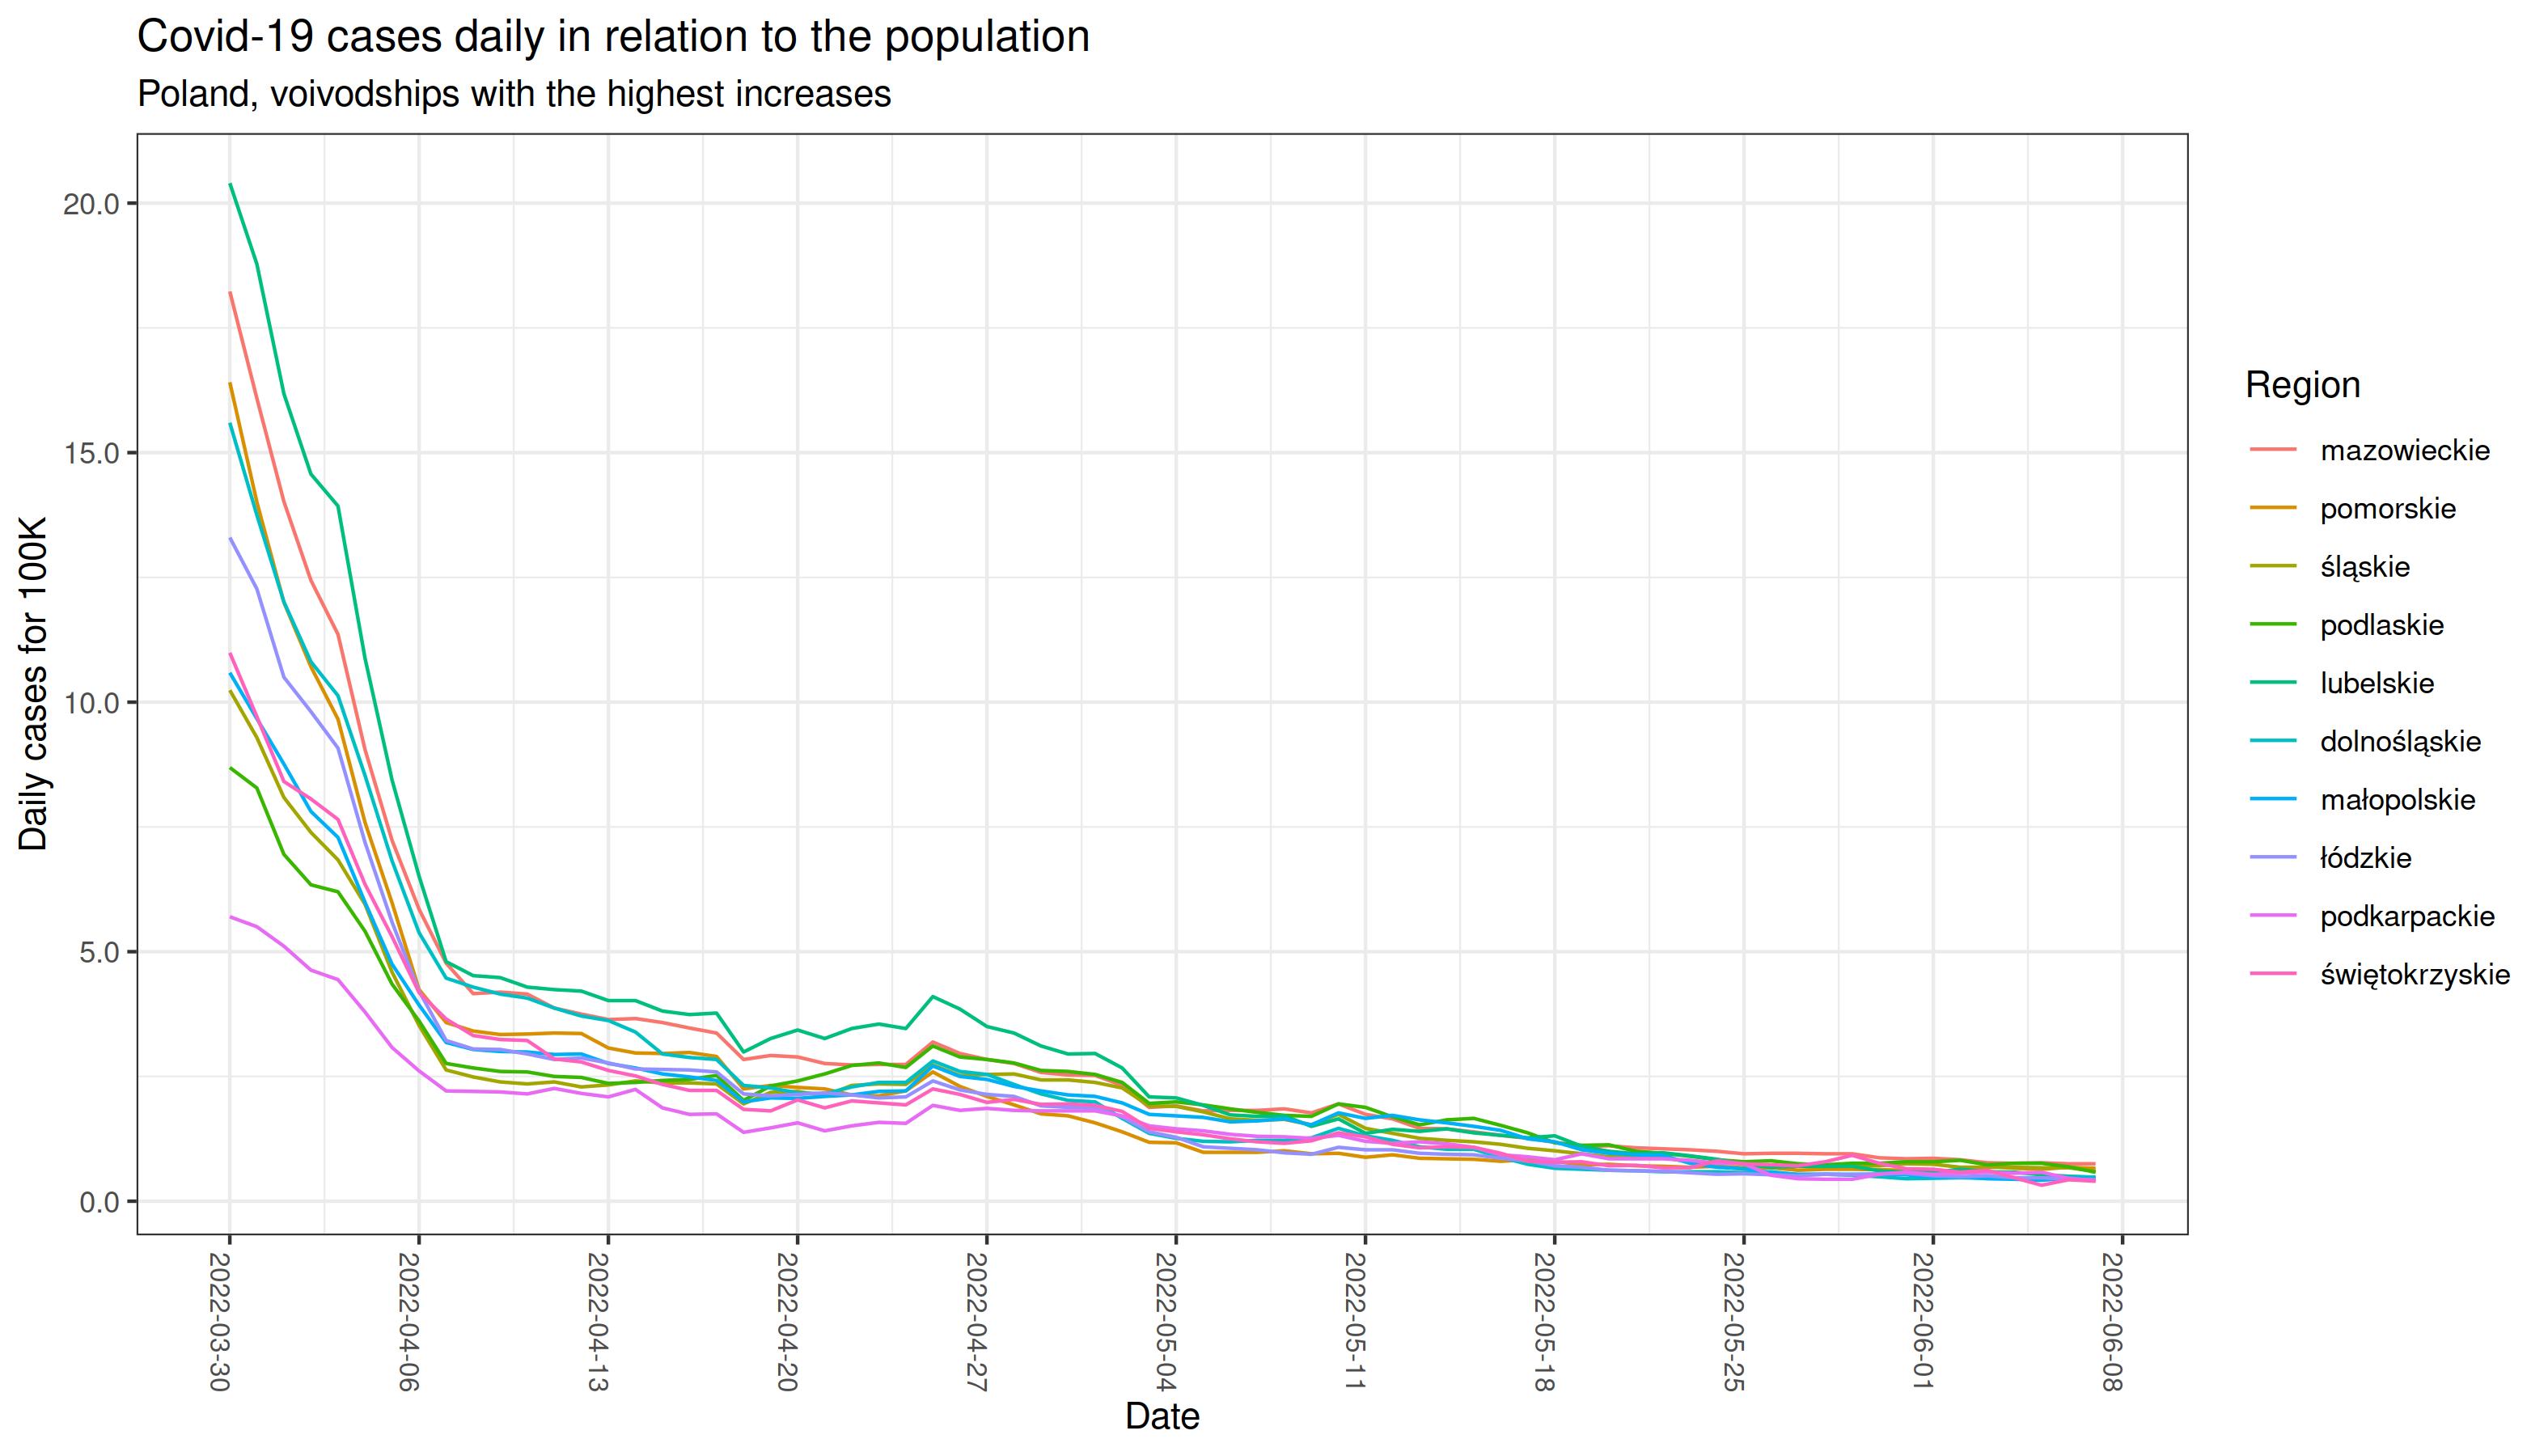 Covid-19 cases daily in relation to the population
Poland, voivodships with the highest increases
Daily cases for 100K
20.0
15.0
10.0
5.0
0.0
2022-03-30
2022-04-06
2022-04-13
2022-04-20
2022-04-27
2022-05-04
2022-05-11
2022-05-18
2022-05-25
2022-06-01
2022-06-08
Date
Region
mazowieckie
pomorskie
śląskie
podlaskie
lubelskie
dolnośląskie
małopolskie
łódzkie
podkarpackie
świętokrzyskie